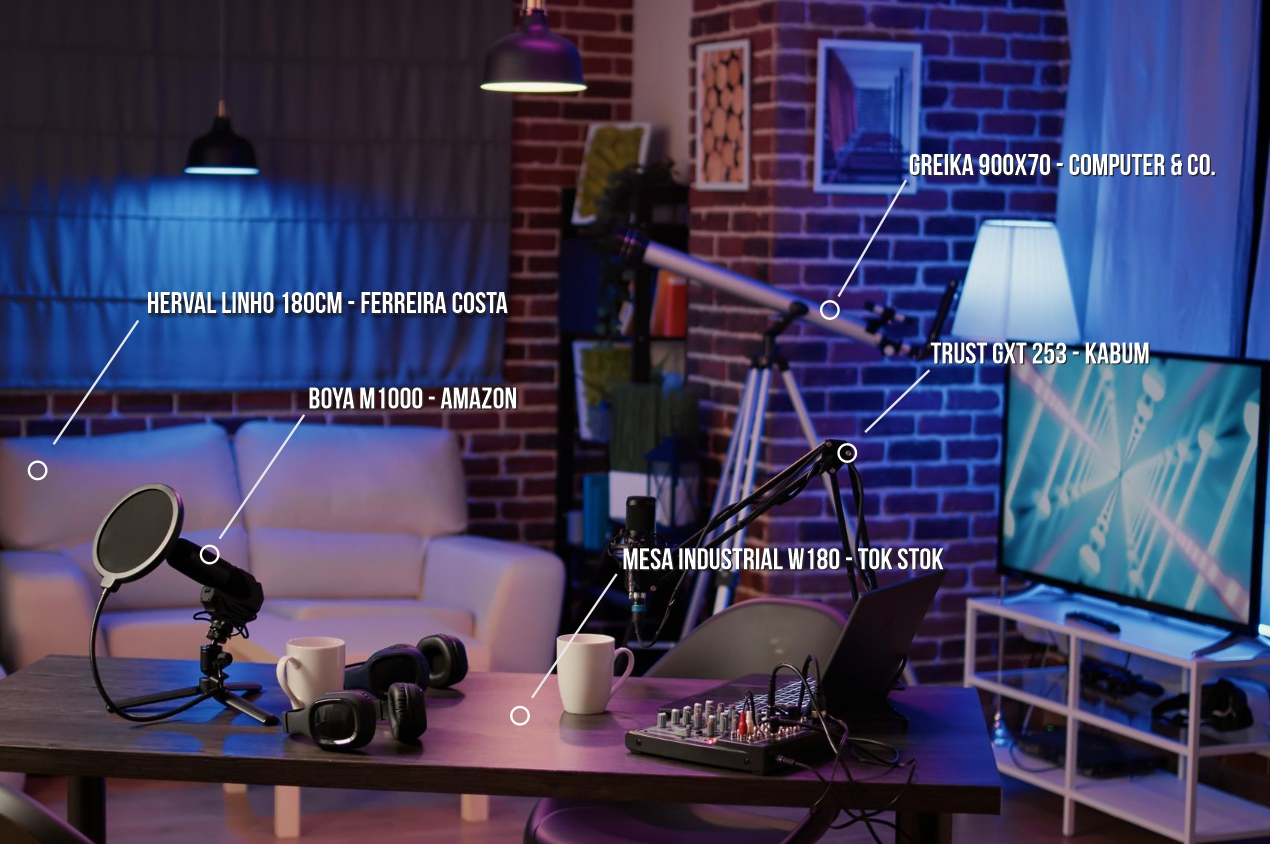 GREIKA 900X70 - COMPUTER & CO.
HERVAL LINHO 180CM - FERREIRA COSTA
TRUST GXT 253 - KABUM
BOYA M1000 - AMAZON
MESA INDUSTRIAL W180 - TOK STOK